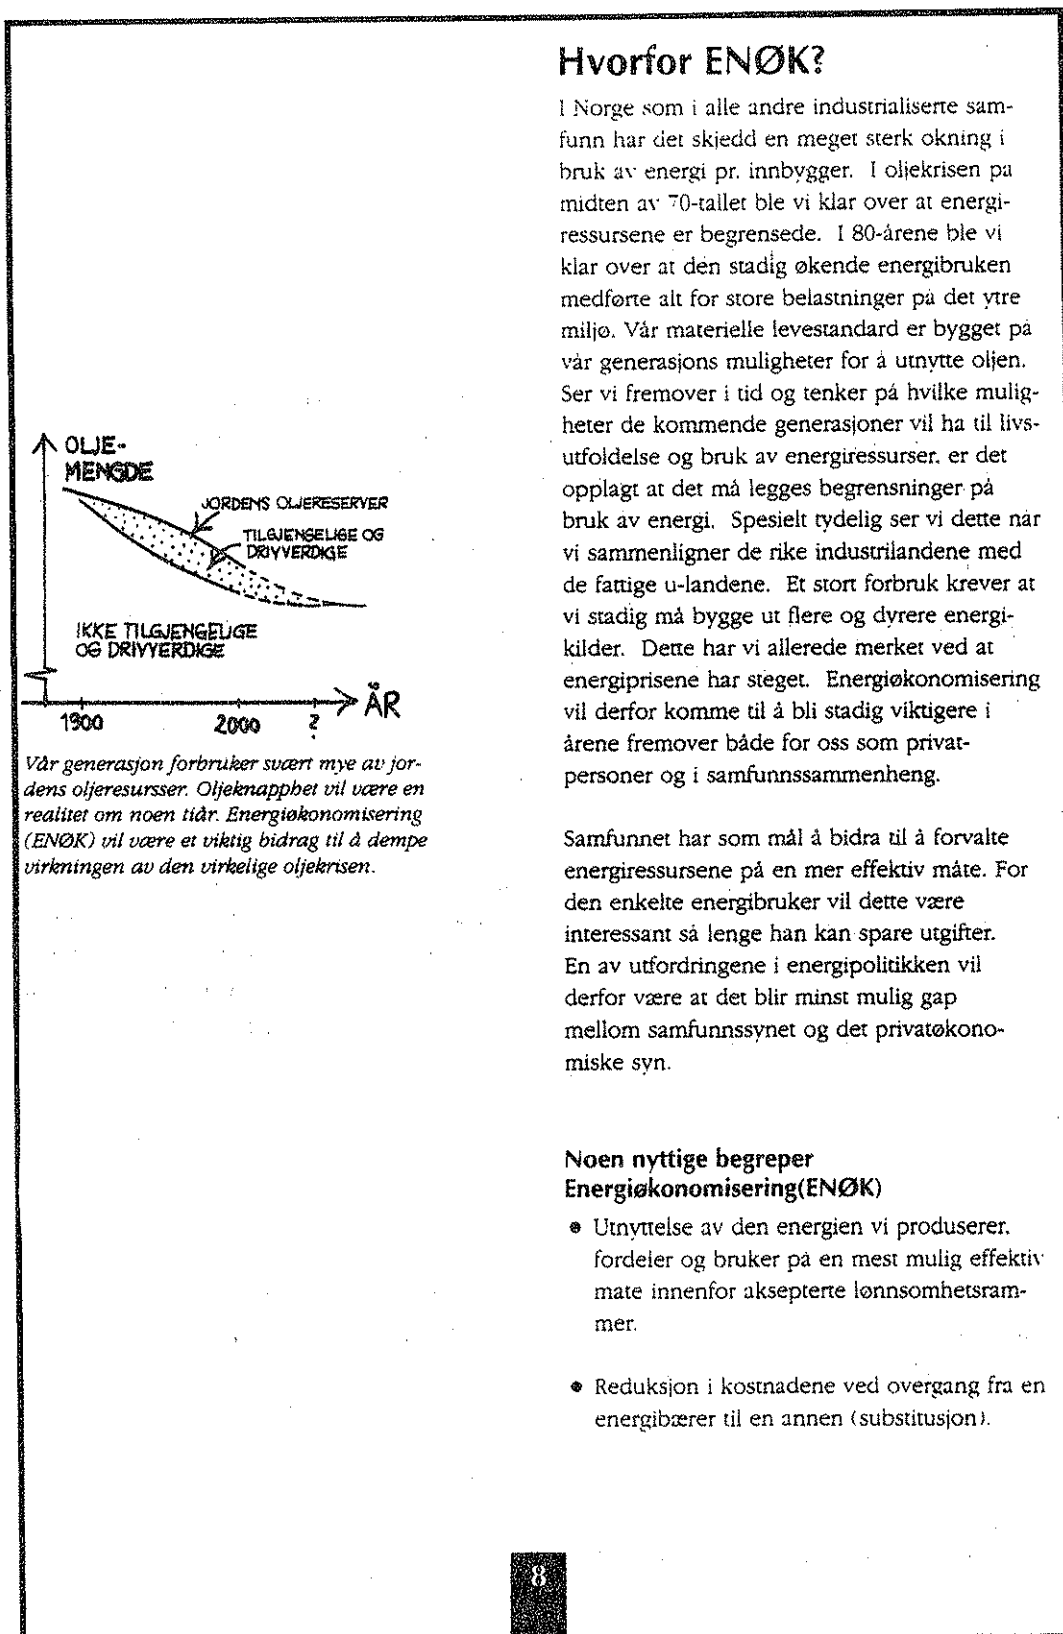 Hvorfor ENØK?
I Norge som i alle andre industrialiserte sam-
funn har det skjedd en meget sterk okning i
bruk av energi pr. innbygger. I oljekrisen pa
midten av 70-tallet ble vi klar over at energi-
ressursene er begrensede. I 80-årene ble vi
klar over at den stadig økende energibruken
medførte alt for store belastninger på det ytre
miljø. Vår materielle levestandard er bygget på
vår generasjons muligheter for å utnytte oljen.
Ser vi fremover i tid og tenker på hvilke mulig-
heter de kommende generasjoner vil ha til livs-
utfoldelse og bruk av energiressurser, er det
opplagt at det må legges begrensninger på
bruk av energi. Spesielt tydelig ser vi dette når
vi sammenligner de rike industrilandene med
de fattige u-landene. Et stort forbruk krever at
vi stadig må bygge ut flere og dyrere energi-
kilder. Dette har vi allerede merket ved at
energiprisene har steget. Energiøkonomisering
vil derfor komme til å bli stadig viktigere i
årene fremover både for oss som privat-
personer og i samfunnssammenheng.
Samfunnet har som mål å bidra til å forvalte
energiressursene på en mer effektiv måte. For
den enkelte energibruker vil dette være
interessant så lenge han kan spare utgifter.
En av utfordringene i energipolitikken vil
derfor være at det blir minst mulig gap
mellom samfunnssynet og det privatøkono-
miske syn.
OLJE-
MENGDE
JORDENS OLJERESERVER
TILGJENGELIGE OG
DRIVVERDIGE
IKKE TILGJENGELIGE
OG DRIVVERDIGE
1900 2000 ? ÅR
Vår generasjon forbruker svært mye av jor-
dens oljeresursser. Oljeknapphet vil være en
realitet om noen tiår. Energiøkonomisering
(ENØK) vil være et viktig bidrag til å dempe
virkningen av den virkelige oljekrisen.
Noen nyttige begreper
Energiøkonomisering(ENØK)
• Utnyttelse av den energien vi produserer,
fordeler og bruker på en mest mulig effektiv
mate innenfor aksepterte lønnsomhetsram-
mer.
• Reduksjon i kostnadene ved overgang fra en
energibærer til en annen (substitusjon).
8